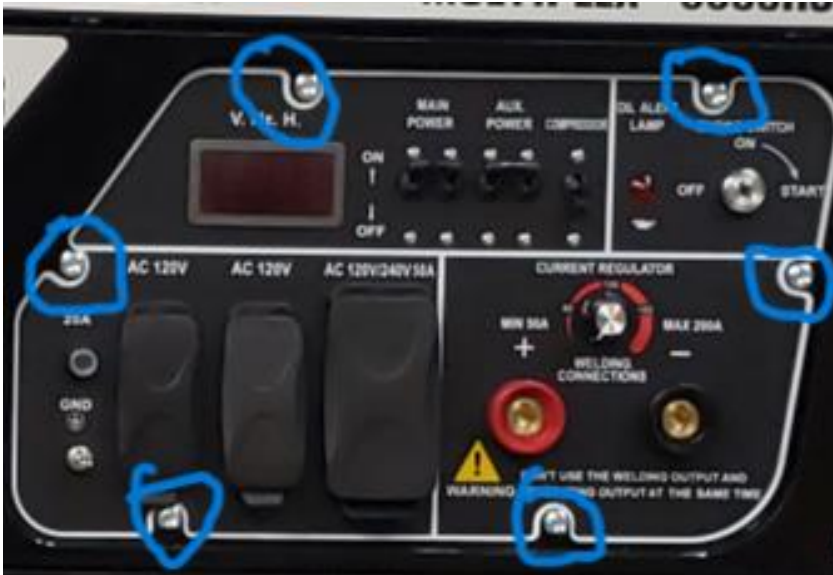 V. Hz. H.
MAIN
POWER
AUX.
POWER
COMPRESSOR
ON
OFF
OIL ALERT
LAMP
SWITCH
ON
OFF
START
AC 120V
AC 120V
AC 120V/240V 50A
20A
GND
CURRENT REGULATOR
MIN 50A
MAX 200A
+
−
WELDING
CONNECTIONS
WARNING
USE THE WELDING OUTPUT AND
OUTPUT AT THE SAME TIME